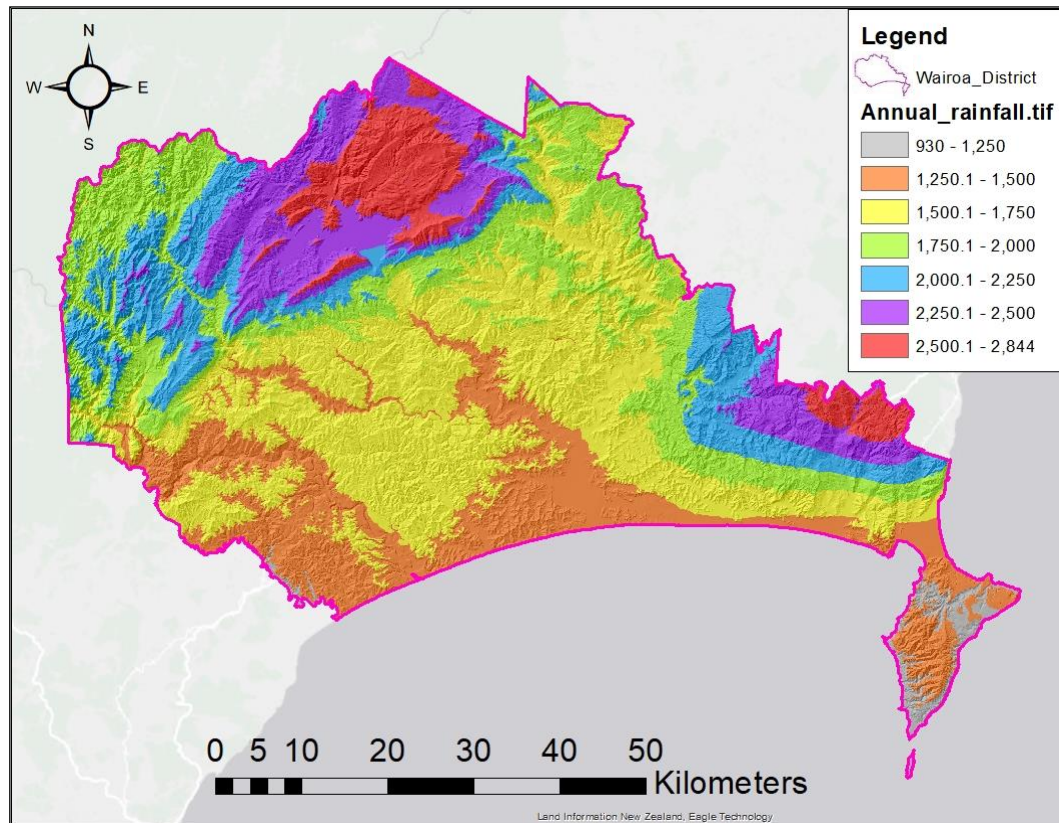 N
W E
S
Legend
Wairoa_District
Annual_rainfall.tif
930 - 1,250
1,250.1 - 1,500
1,500.1 - 1,750
1,750.1 - 2,000
2,000.1 - 2,250
2,250.1 - 2,500
2,500.1 - 2,844
0 5 10 20 30 40 50
Kilometers
Land Information New Zealand, Eagle Technology